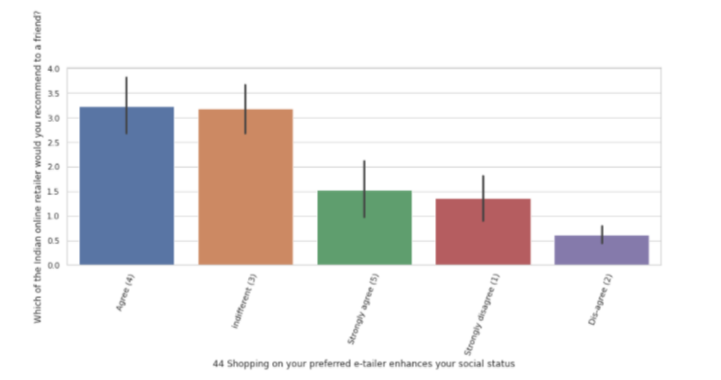 Which of the Indian online retailer would you recommend to a friend?
4.0
3.5
3.0
2.5
2.0
1.5
1.0
0.5
0.0
Agree (4)
indifferent (3)
Strongly agree (5)
Strongly disagree (1)
Dis-agree (2)
44 Shopping on your preferred e-tailer enhances your social status